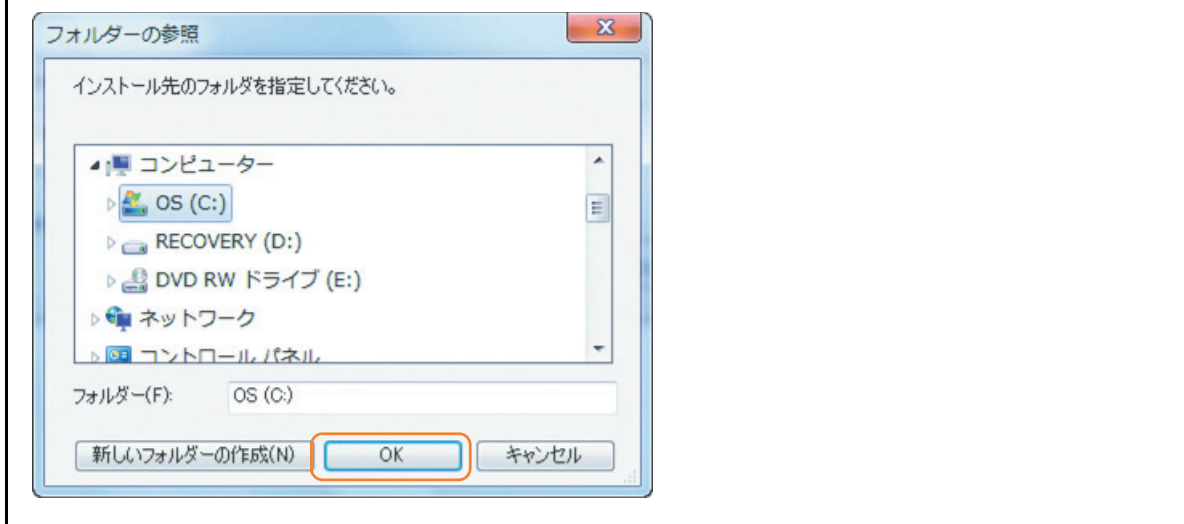 フォルダーの参照
インストール先のフォルダを指定してください。
コンピューター
OS (C:)
RECOVERY (D:)
DVD RW ドライブ (E:)
ネットワーク
コントロール パネル
フォルダー(F): OS (C:)
新しいフォルダーの作成(N) OK キャンセル